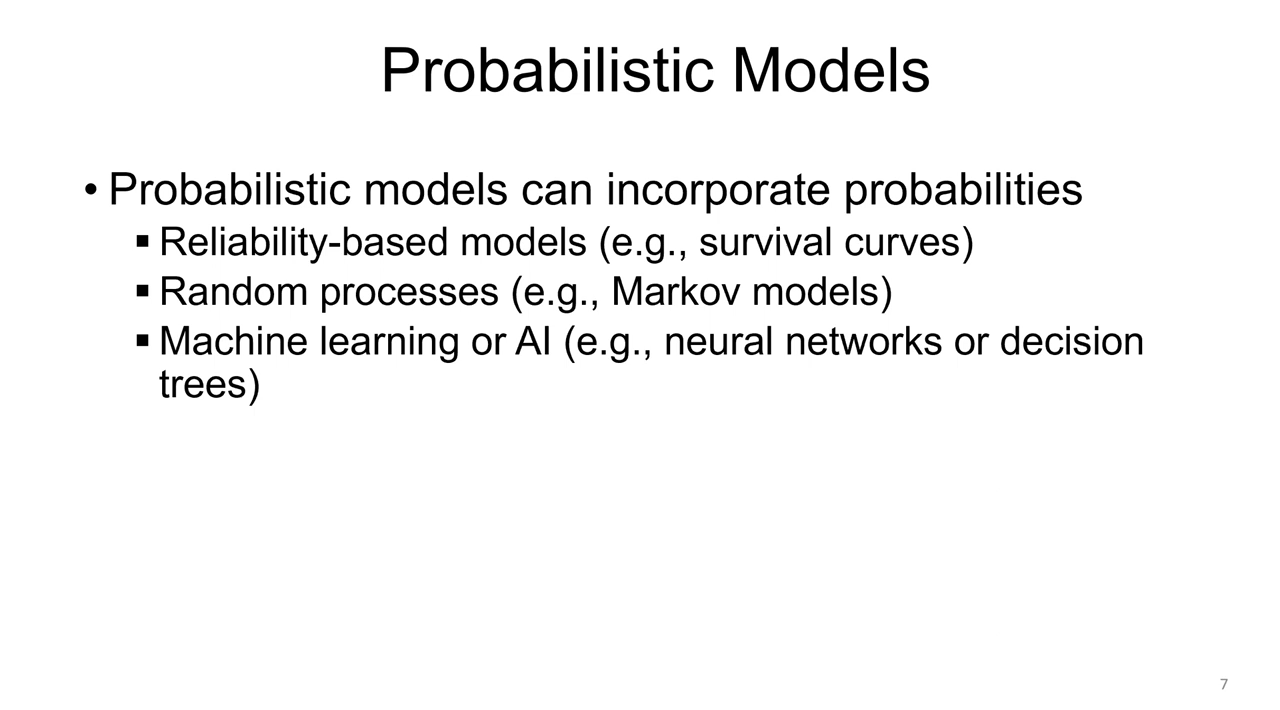 Probabilistic Models
• Probabilistic models can incorporate probabilities
▪ Reliability-based models (e.g., survival curves)
▪ Random processes (e.g., Markov models)
▪ Machine learning or AI (e.g., neural networks or decision
trees)
7